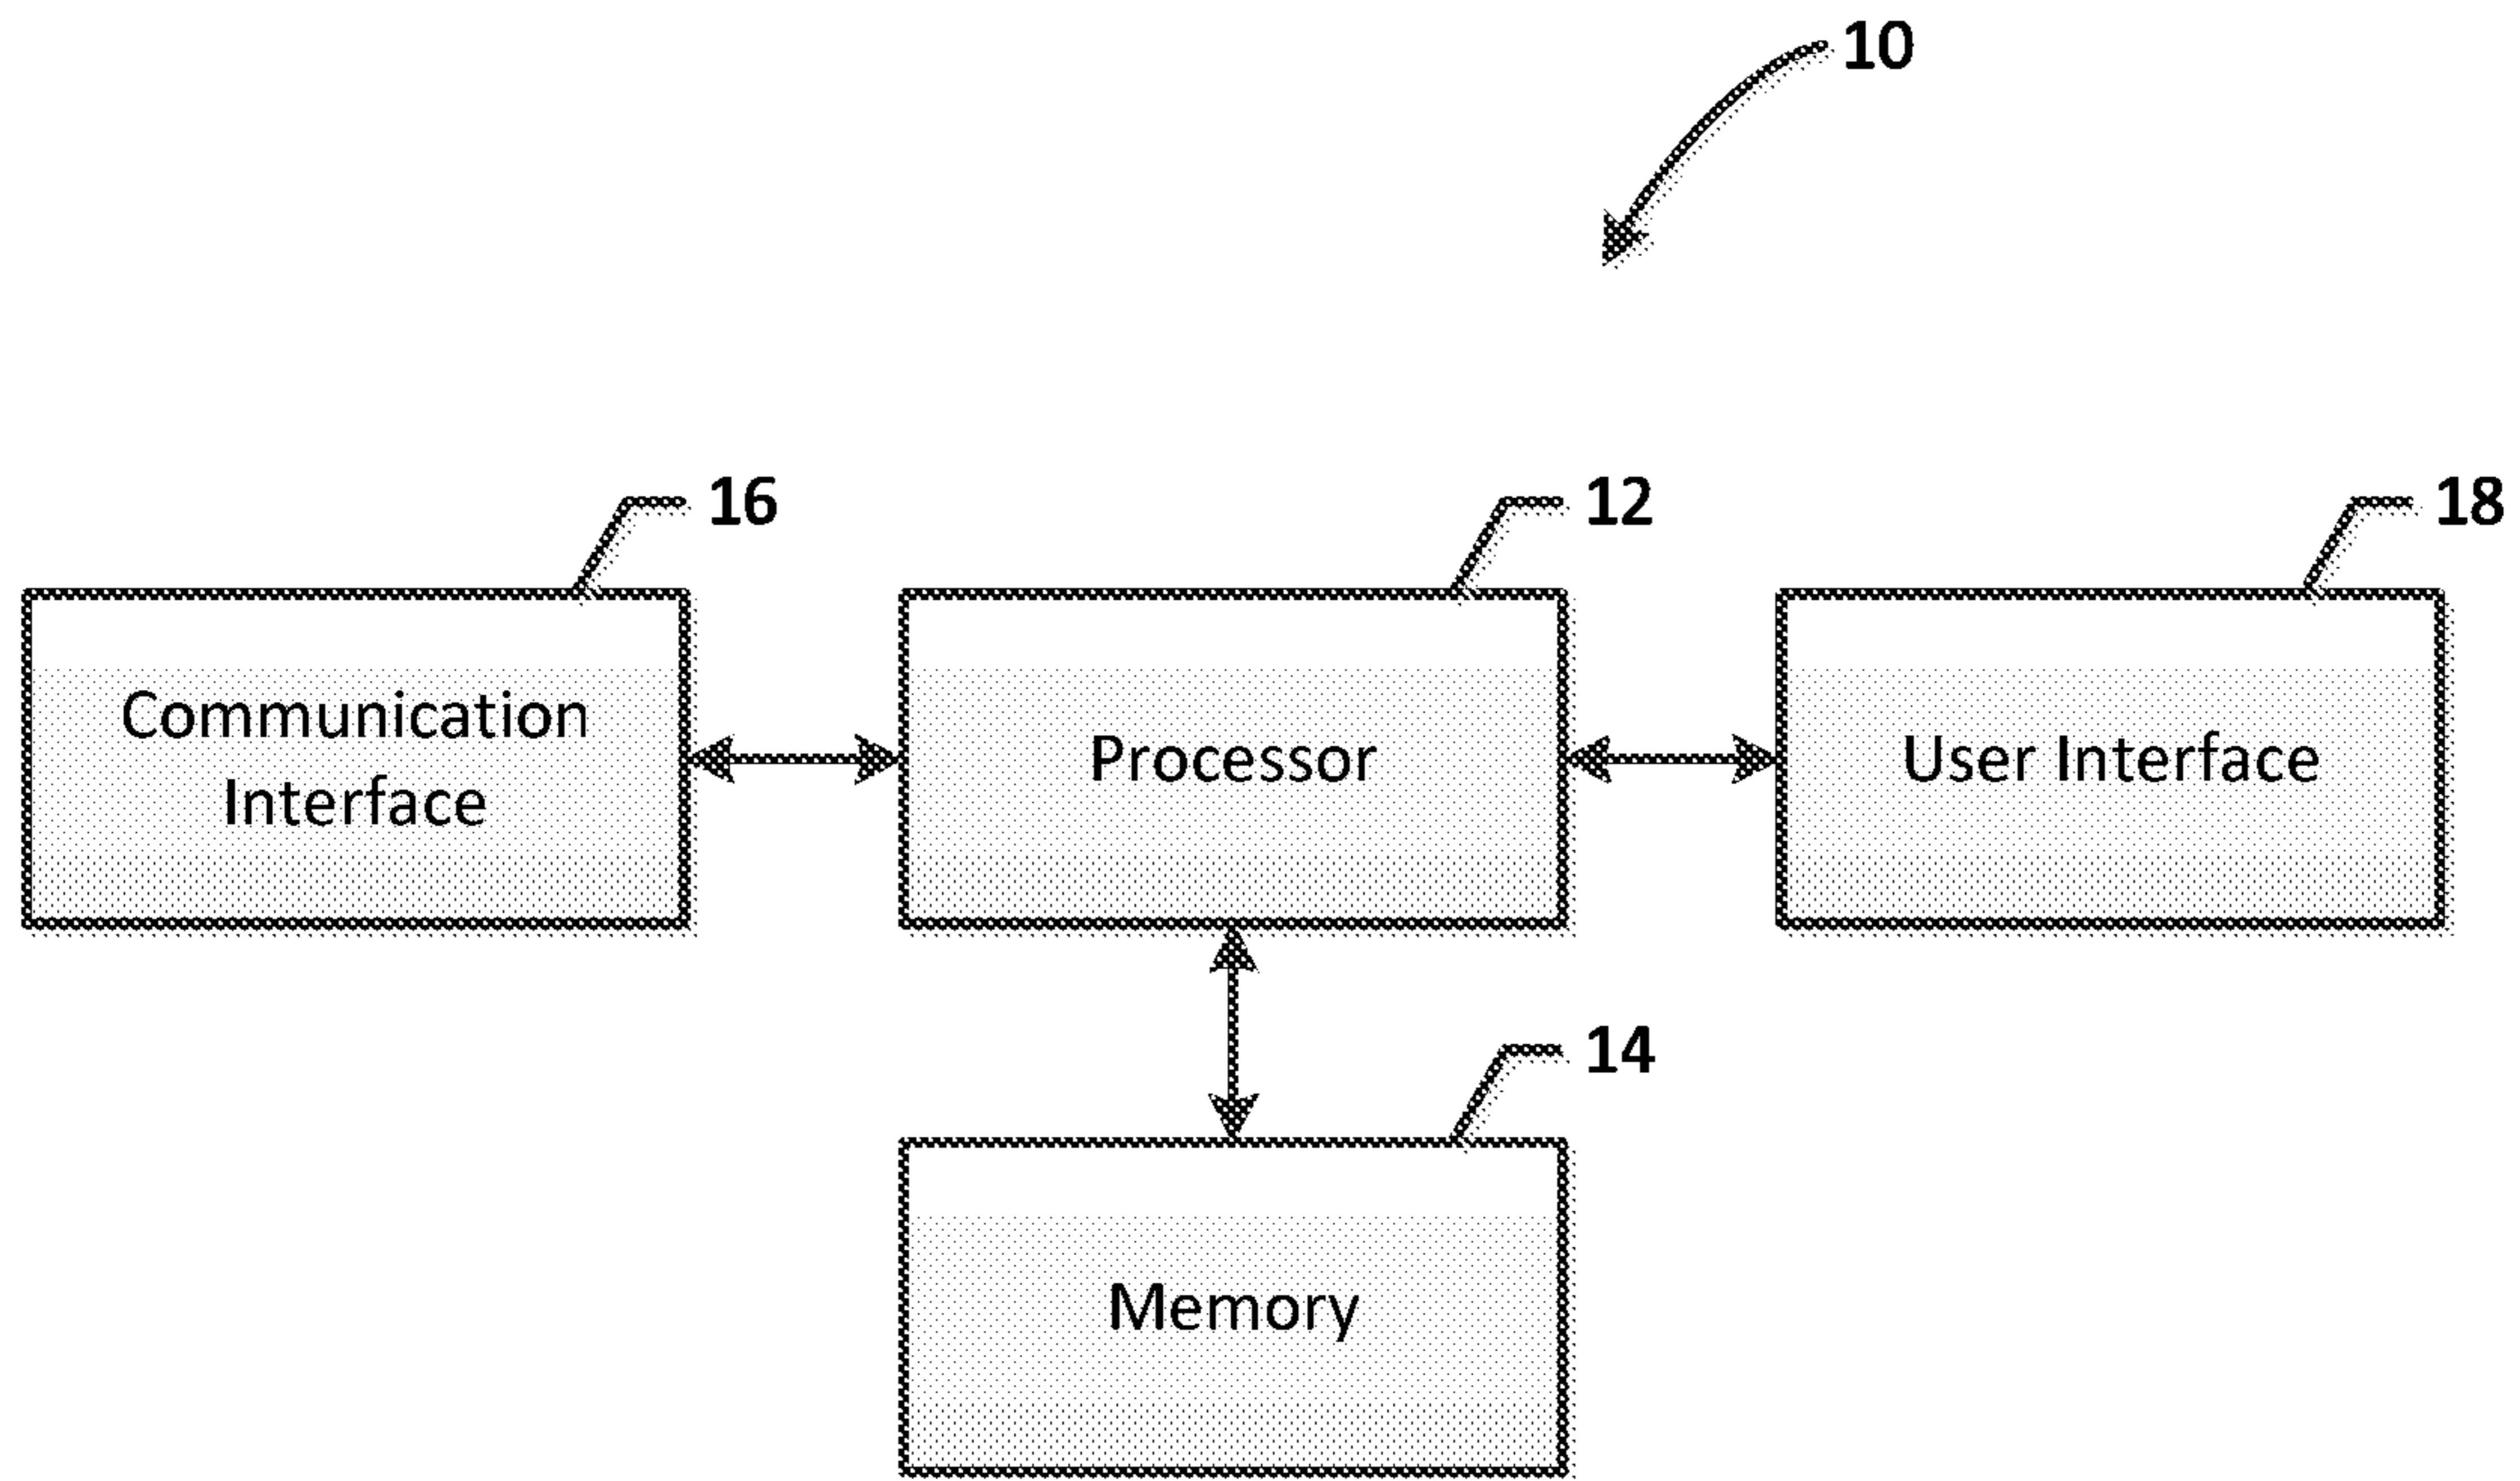 10
16
12
18
Communication
Interface
Processor
User Interface
14
Memory